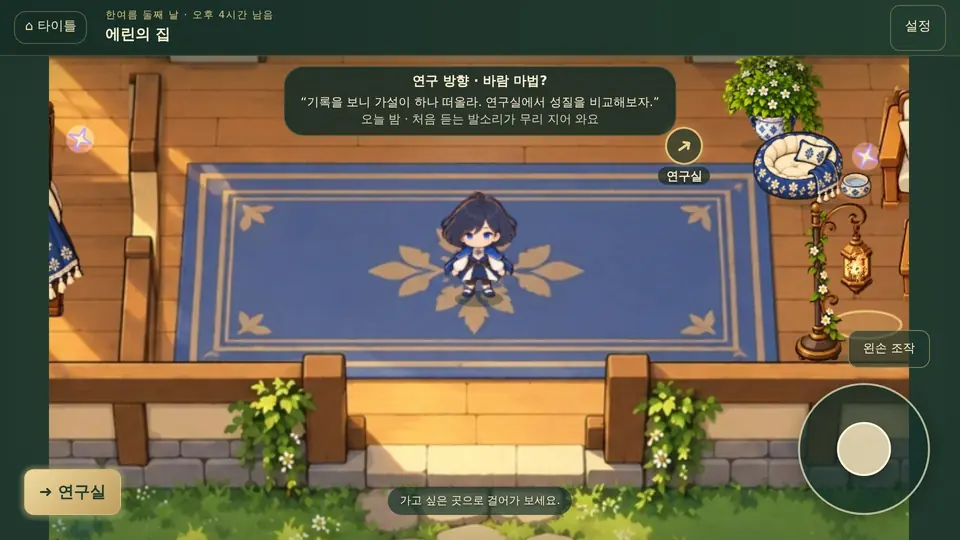 ⌂ 타이틀
한여름 둘째 날 · 오후 4시간 남음
에린의 집
설정
연구 방향 · 바람 마법?
“기록을 보니 가설이 하나 떠올라. 연구실에서 성질을 비교해보자.”
오늘 밤 · 처음 듣는 발소리가 무리 지어 와요
↗
연구실
왼손 조작
→ 연구실
가고 싶은 곳으로 걸어가 보세요.